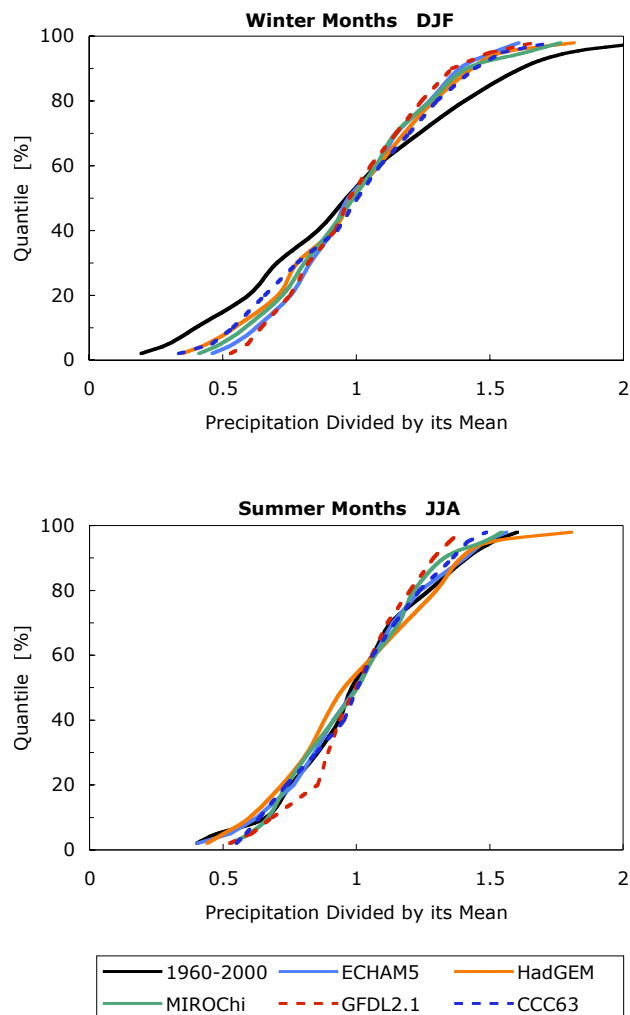 Winter Months DJF
100
80
60
40
20
0
Quantile [%]
0 0.5 1 1.5 2
Precipitation Divided by its Mean
Summer Months JJA
100
80
60
40
20
0
Quantile [%]
0 0.5 1 1.5 2
Precipitation Divided by its Mean
1960-2000 ECHAM5 HadGEM
MIROChi GFDL2.1 CCC63